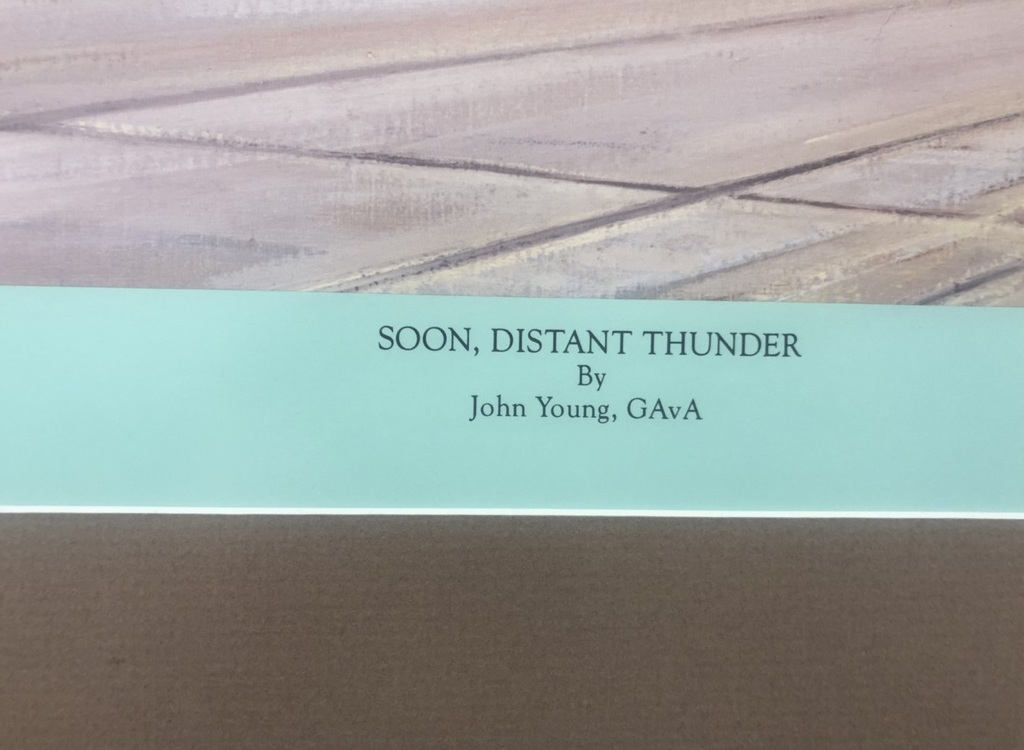 SOON, DISTANT THUNDER
By
John Young, GAvA